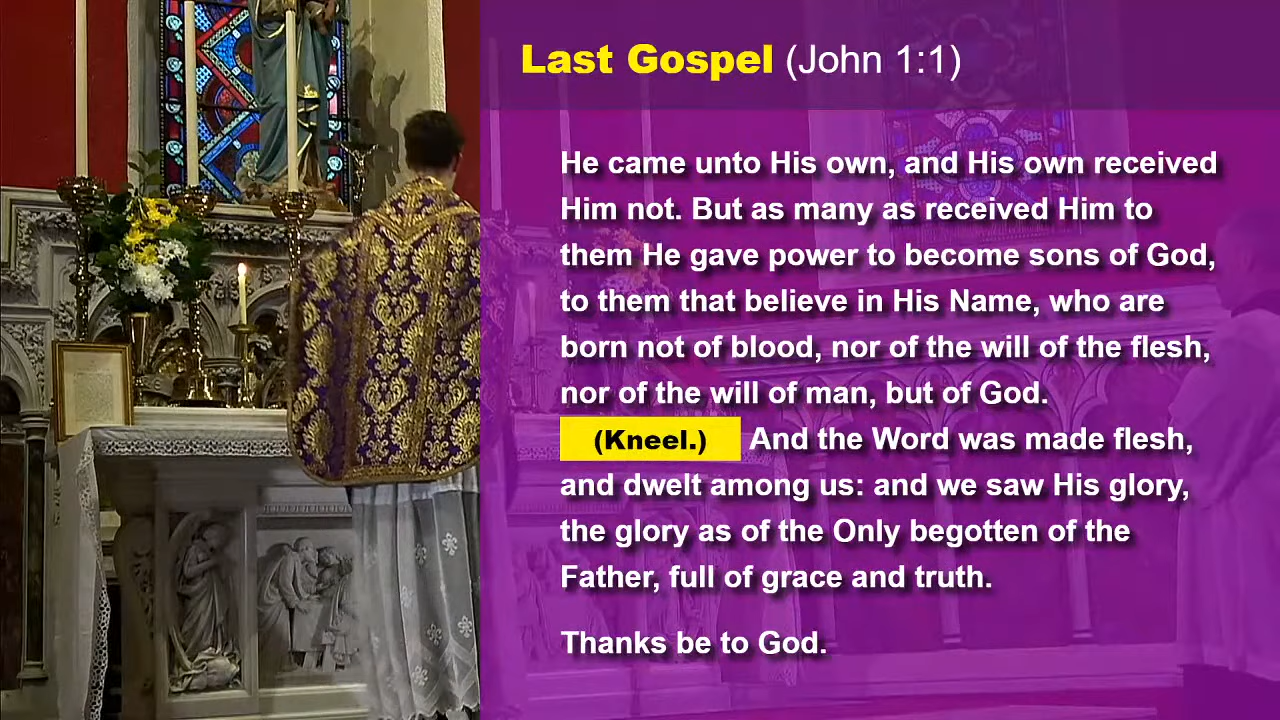 Last Gospel (John 1:1)
He came unto His own, and His own received
Him not. But as many as received Him to
them He gave power to become sons of God,
to them that believe in His Name, who are
born not of blood, nor of the will of the flesh,
nor of the will of man, but of God.
(Kneel.) And the Word was made flesh,
and dwelt among us: and we saw His glory,
the glory as of the Only begotten of the
Father, full of grace and truth.
Thanks be to God.